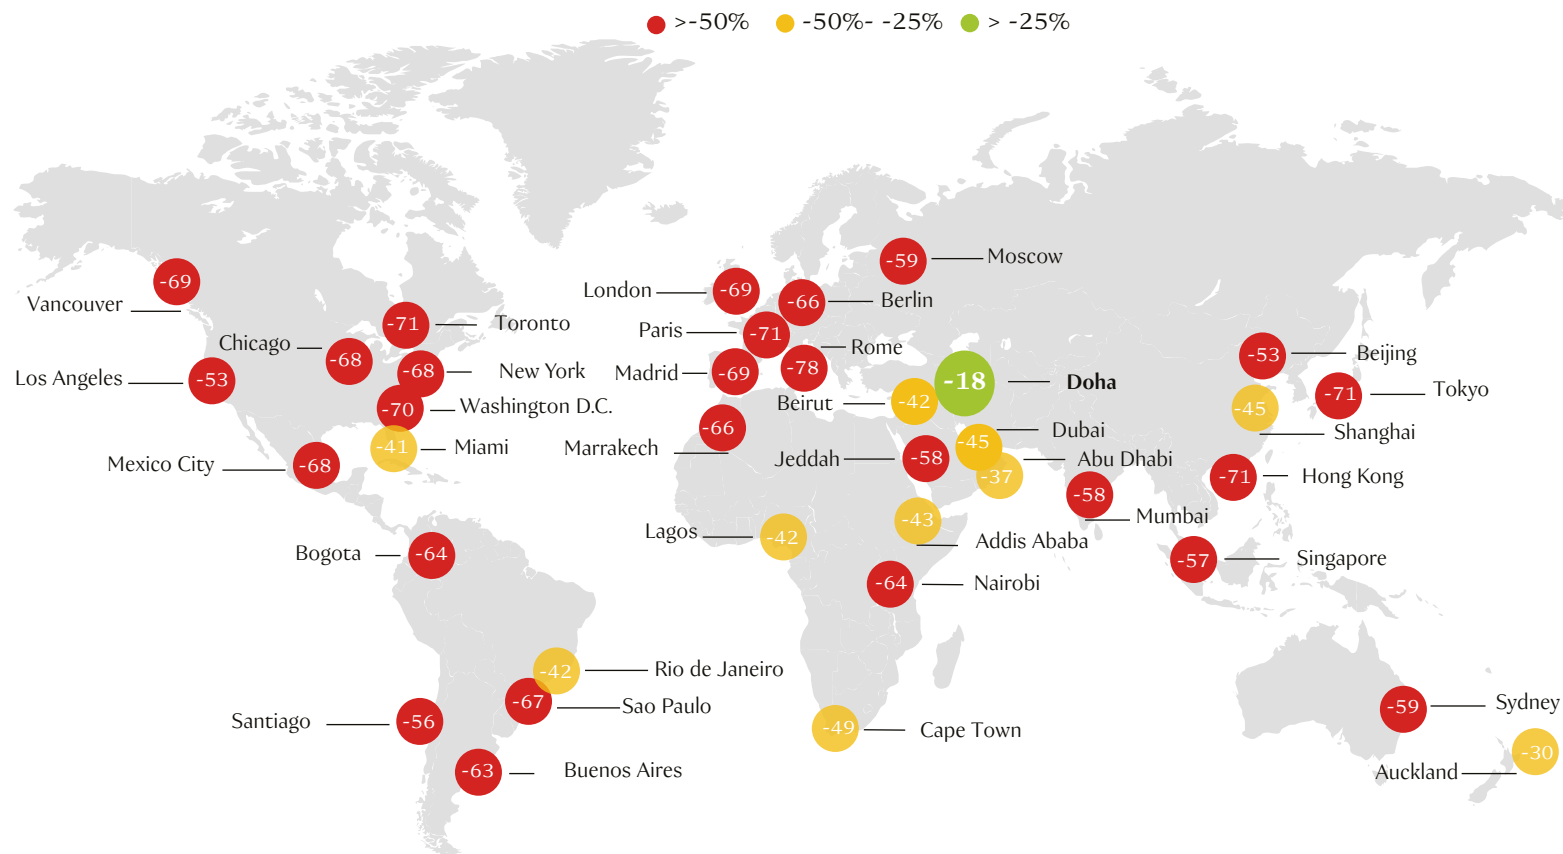 >-50% -50%- -25% > -25%
Moscow -59
London -69
Berlin -66
Vancouver -69
Toronto -71
Paris -71
Chicago -68
Rome -78
Beijing -53
New York -68
Madrid -69
Los Angeles -53
Doha -18
Tokyo -71
Beirut -42
Washington D.C. -70
Shanghai -45
Dubai -45
Miami -41
Marrakech -66
Jeddah -58
Abu Dhabi -37
Mexico City -68
Hong Kong -71
Mumbai -58
Lagos -42
Addis Ababa -43
Bogota -64
Singapore -57
Nairobi -64
Rio de Janeiro -42
Sao Paulo -67
Santiago -56
Sydney -59
Cape Town -49
Auckland -30
Buenos Aires -63